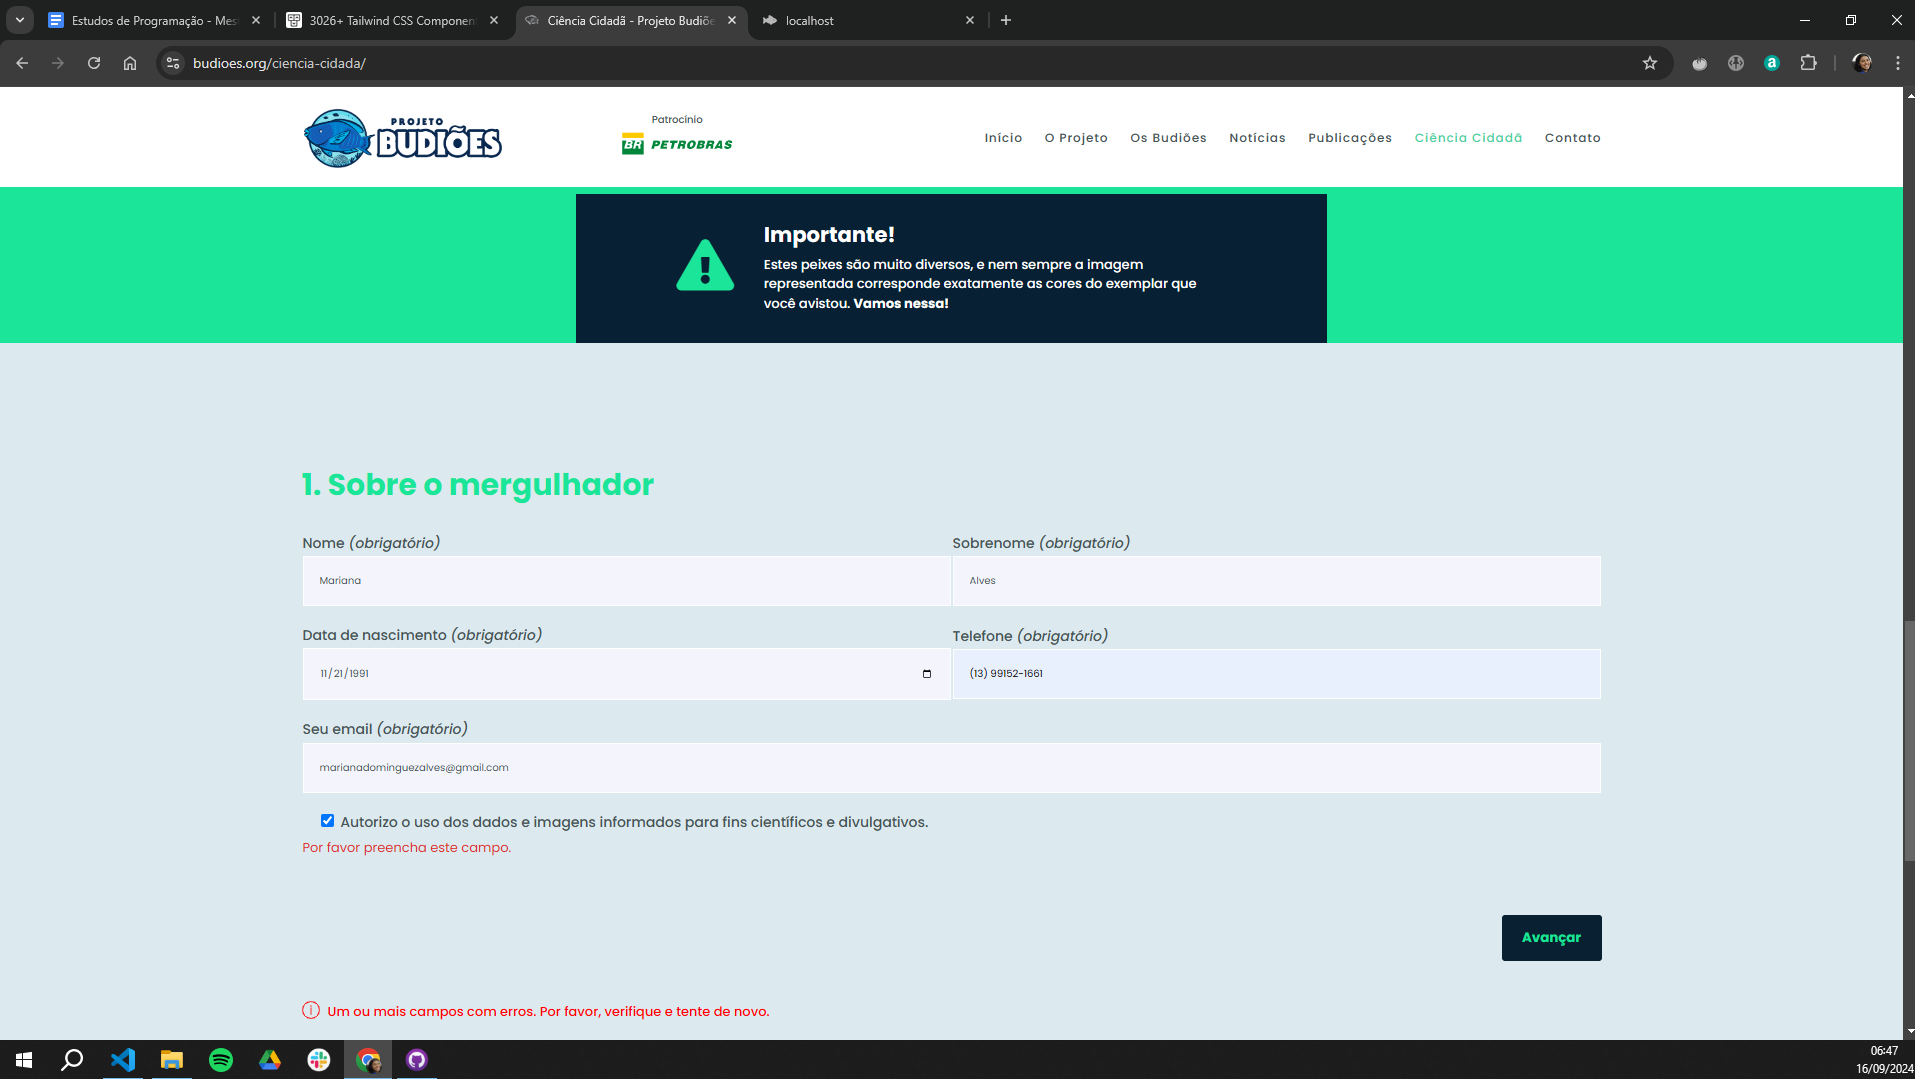 Estudos de Programação - Mes
3026+ Tailwind CSS Component
Ciência Cidadã - Projeto Budiõe
localhost
budioes.org/ciencia-cidada/
PROJETO
BUDIÕES
Patrocínio
BR PETROBRAS
Início
O Projeto
Os Budiões
Notícias
Publicações
Ciência Cidadã
Contato
Importante!
Estes peixes são muito diversos, e nem sempre a imagem
representada corresponde exatamente as cores do exemplar que
você avistou. Vamos nessa!
1. Sobre o mergulhador
Nome (obrigatório)
Sobrenome (obrigatório)
Mariana
Alves
Data de nascimento (obrigatório)
Telefone (obrigatório)
11/21/1991
(13) 99152-1661
Seu email (obrigatório)
marianadominguezalves@gmail.com
Autorizo o uso dos dados e imagens informados para fins científicos e divulgativos.
Por favor preencha este campo.
Avançar
Um ou mais campos com erros. Por favor, verifique e tente de novo.
06:47
16/09/2024